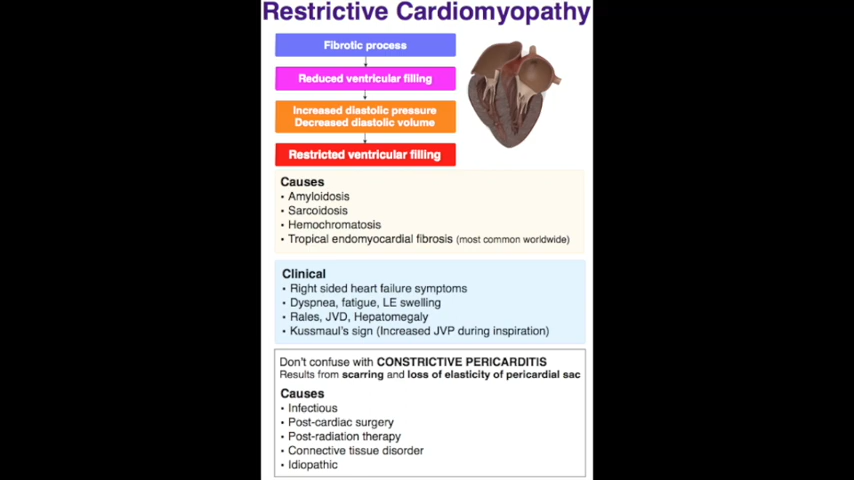 Restrictive Cardiomyopathy
Fibrotic process
Reduced ventricular filling
Increased diastolic pressure
Decreased diastolic volume
Restricted ventricular filling
Causes
• Amyloidosis
• Sarcoidosis
• Hemochromatosis
• Tropical endomyocardial fibrosis (most common worldwide)
Clinical
• Right sided heart failure symptoms
• Dyspnea, fatigue, LE swelling
• Rales, JVD, Hepatomegaly
• Kussmaul's sign (Increased JVP during inspiration)
Don't confuse with CONSTRICTIVE PERICARDITIS
Results from scarring and loss of elasticity of pericardial sac
Causes
• Infectious
• Post-cardiac surgery
• Post-radiation therapy
• Connective tissue disorder
• Idiopathic